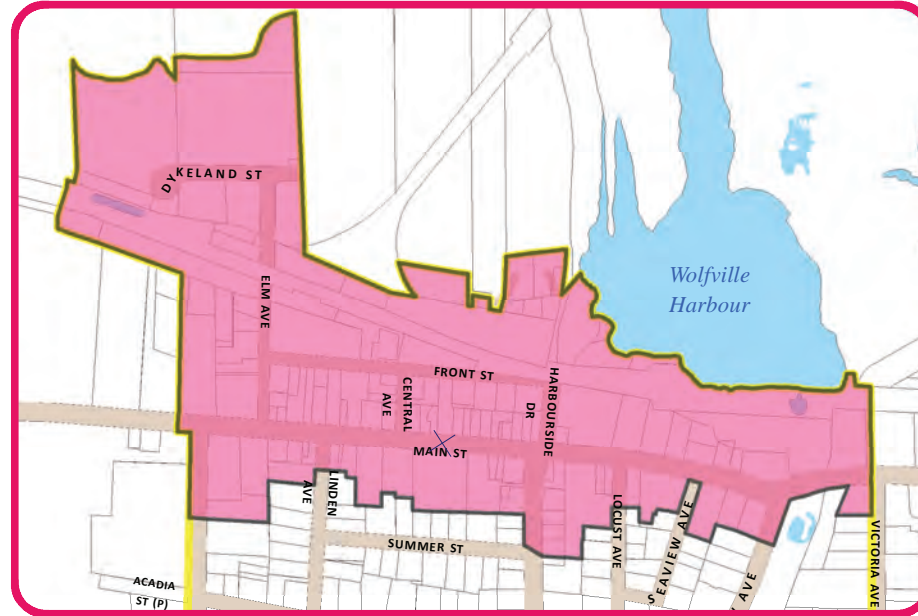 DYKELAND ST
ELM AVE
Wolfville
Harbour
FRONT ST
CENTRAL
AVE
HARBOURSIDE
DR
MAIN ST
LINDEN
AVE
LOCUST AVE
SEAVIEW AVE
SUMMER ST
VICTORIA AVE
AVE
ACADIA
ST (P)